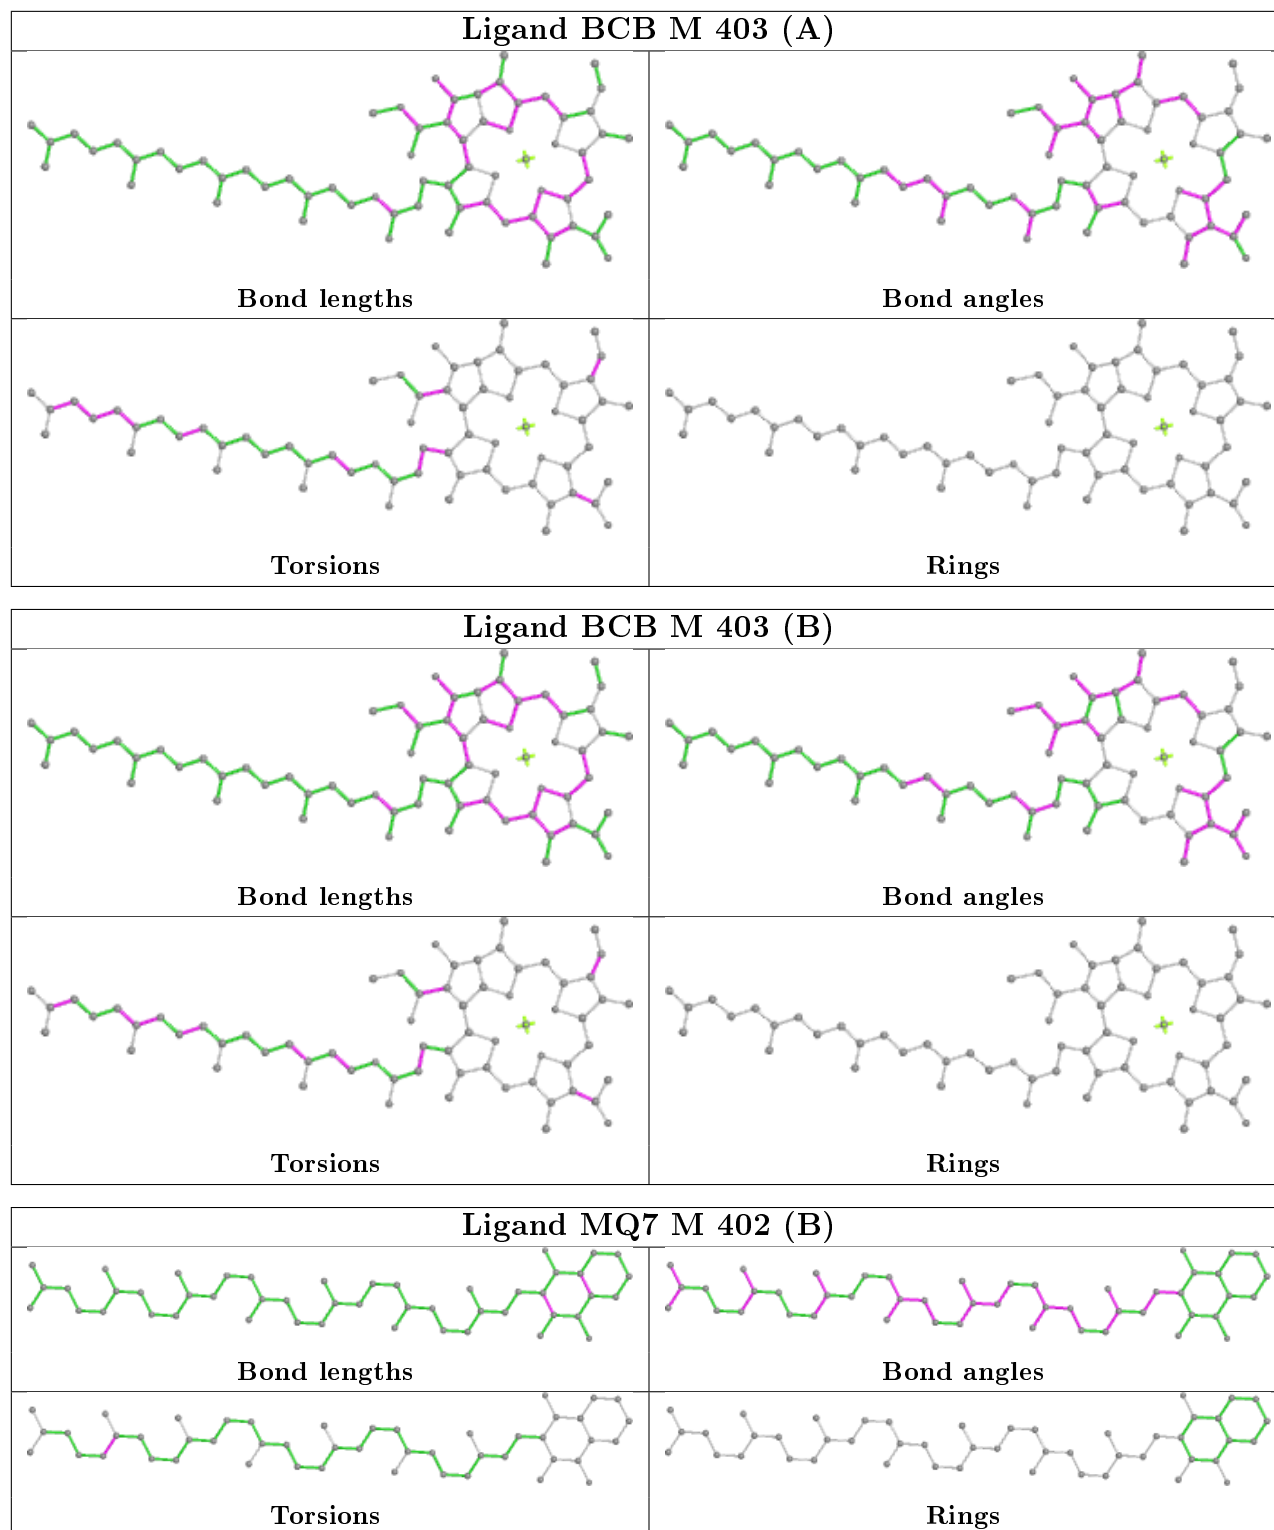 Ligand BCB M 403 (A)
Bond lengths
Bond angles
Torsions
Rings
Ligand BCB M 403 (B)
Bond lengths
Bond angles
Torsions
Rings
Ligand MQ7 M 402 (B)
Bond lengths
Bond angles
Torsions
Rings